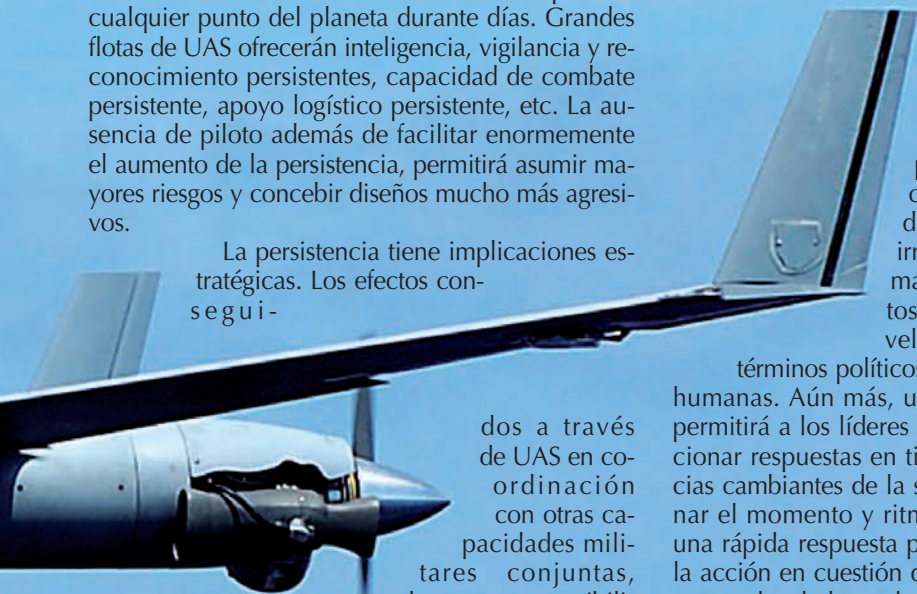 cualquier punto del planeta durante días. Grandes
flotas de UAS ofrecerán inteligencia, vigilancia y re-
conocimiento persistentes, capacidad de combate
persistente, apoyo logístico persistente, etc. La au-
sencia de piloto además de facilitar enormemente
el aumento de la persistencia, permitirá asumir ma-
yores riesgos y concebir diseños mucho más agresi-
vos.
La persistencia tiene implicaciones es-
tratégicas. Los efectos con-
segui-
dos a través
de UAS en co-
ordinación
con otras ca-
pacidades mili-
tares conjuntas,
términos políticos
humanas. Aún más, u
permitirá a los líderes
cionar respuestas en ti
cias cambiantes de la s
nar el momento y ritm
una rápida respuesta p
la acción en cuestión